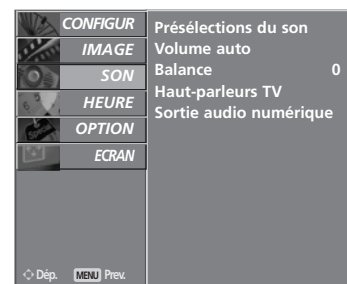 CONFIGUR
IMAGE
SON
HEURE
OPTION
ECRAN
Présélections du son
Volume auto
Balance 0
Haut-parleurs TV
Sortie audio numérique
Dép. MENU Prev.